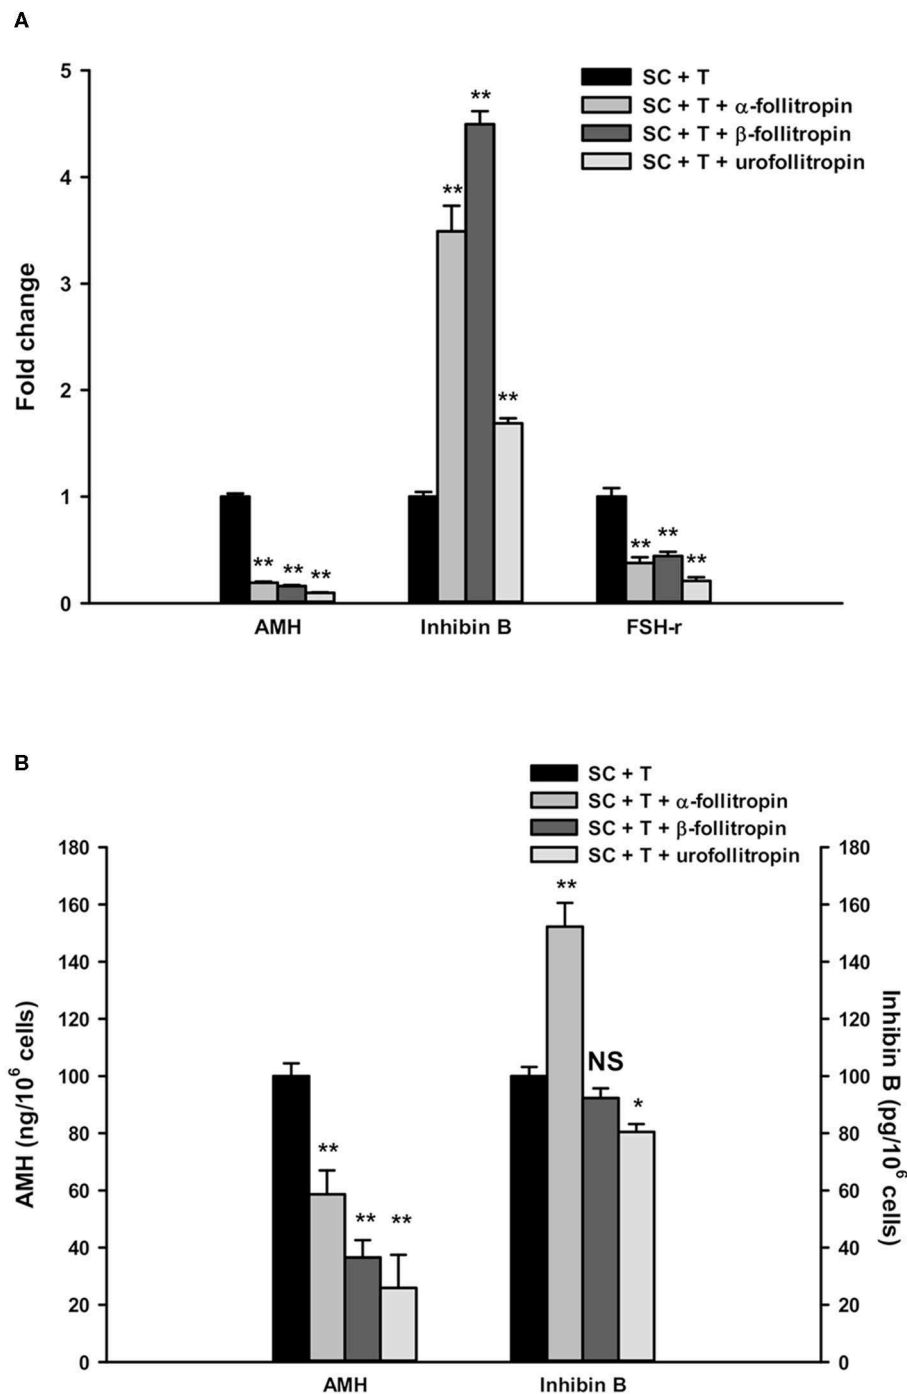 A
SC + T
SC + T + α-follitropin
SC + T + β-follitropin
SC + T + urofollitropin
Fold change
5
4
3
2
1
0
** ** **
** ** **
** ** **
AMH Inhibin B FSH-r
B
SC + T
SC + T + α-follitropin
SC + T + β-follitropin
SC + T + urofollitropin
AMH (ng/10⁶ cells)
180
160
140
120
100
80
60
40
20
0
** ** **
** NS *
180
160
140
120
100
80
60
40
20
0
Inhibin B (pg/10⁶ cells)
AMH Inhibin B